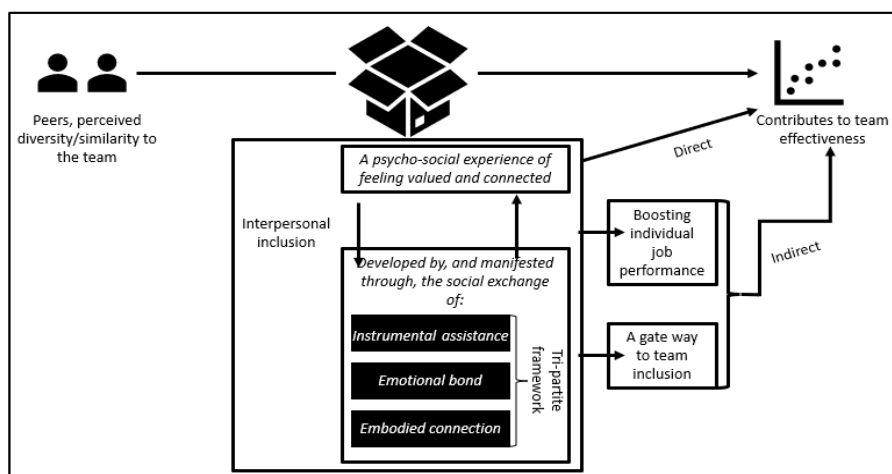 Peers, perceived
diversity/similarity to
the team
Contributes to team
effectiveness
A psycho-social experience of
feeling valued and connected
Direct
Interpersonal
inclusion
Developed by, and manifested
through, the social exchange
of:
Instrumental assistance
Emotional bond
Embodied connection
Tri-partite
framework
Boosting
individual
job
performance
A gate way
to team
inclusion
Indirect